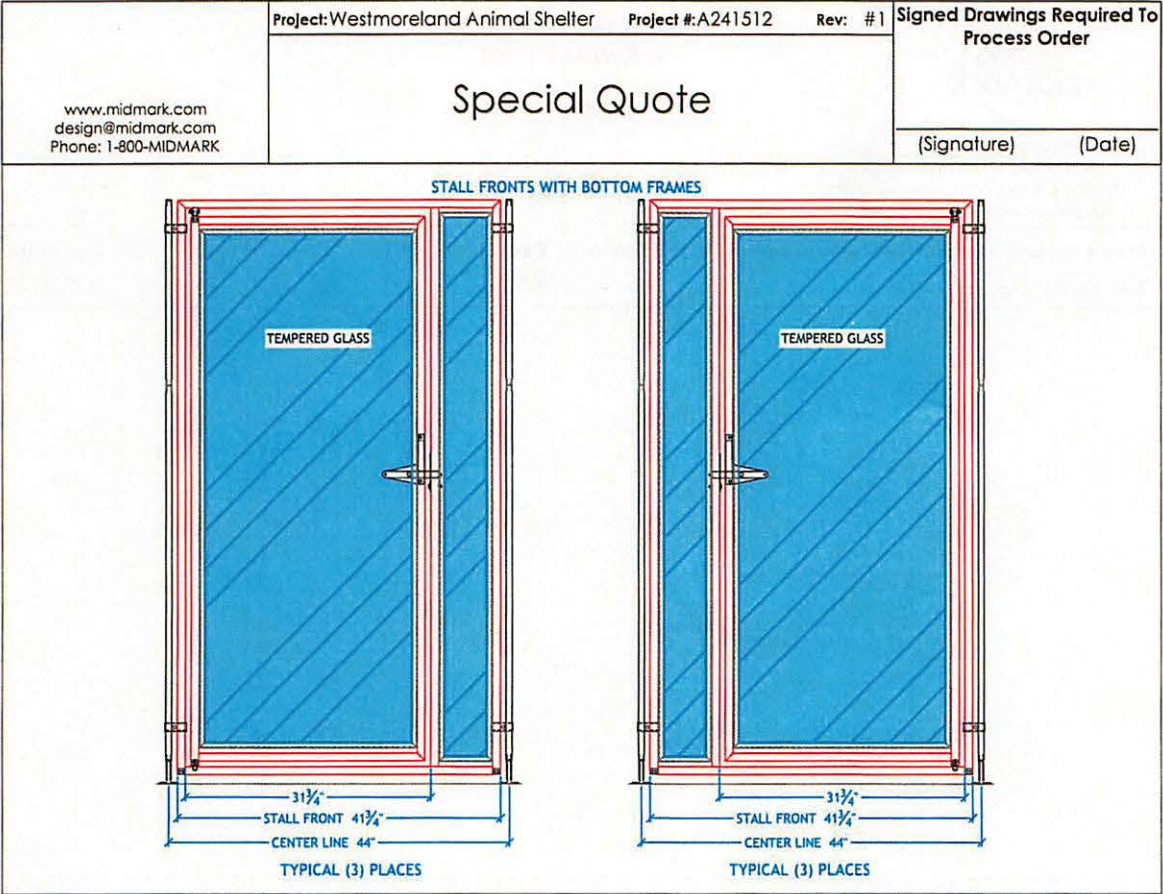 Project: Westmoreland Animal Shelter Project #: A241512 Rev: #1
Signed Drawings Required To
Process Order
www.midmark.com
design@midmark.com
Phone: 1-800-MIDMARK
Special Quote
(Signature) (Date)
STALL FRONTS WITH BOTTOM FRAMES
TEMPERED GLASS
TEMPERED GLASS
31¾"
STALL FRONT 41¾"
CENTER LINE 44"
TYPICAL (3) PLACES
31¾"
STALL FRONT 41¾"
CENTER LINE 44"
TYPICAL (3) PLACES